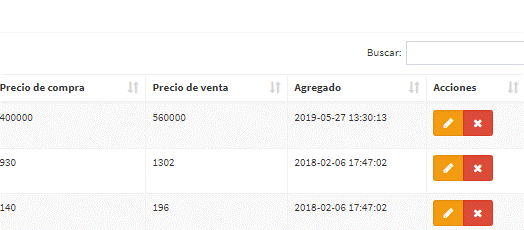 Buscar:
Precio de compra Precio de venta Agregado Acciones
400000 560000 2019-05-27 13:30:13
930 1302 2018-02-06 17:47:02
140 196 2018-02-06 17:47:02